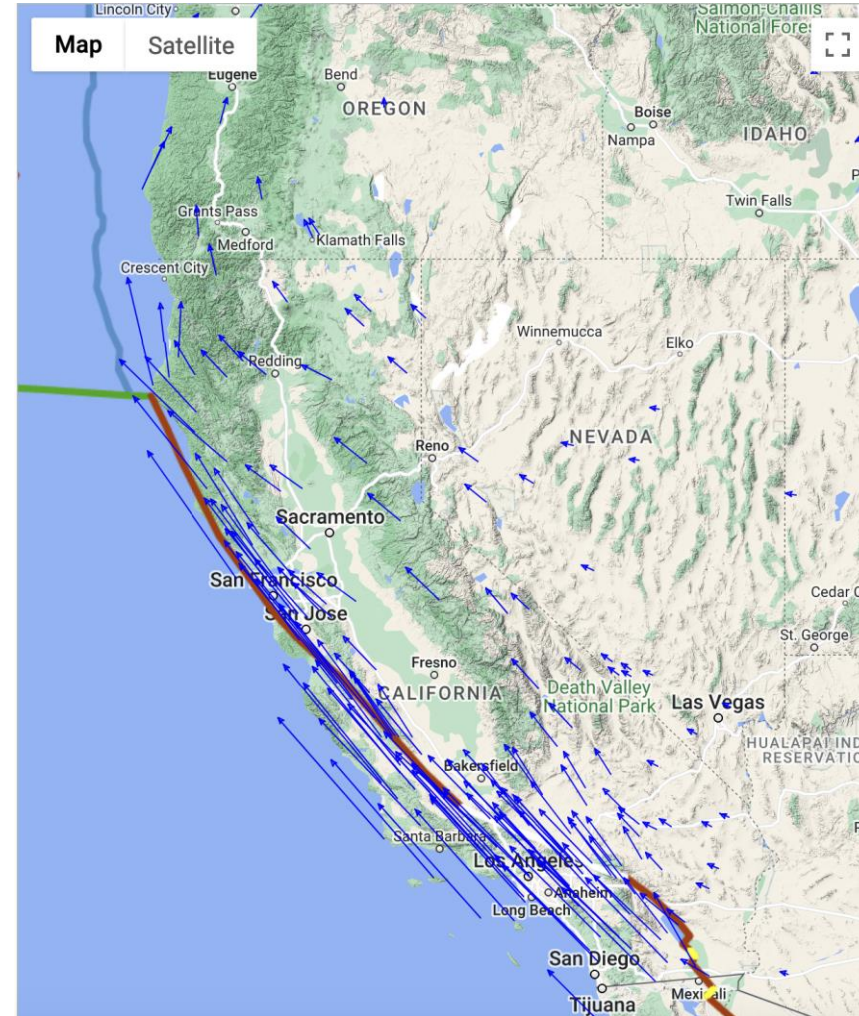 Lincoln City
Salmon-Challis
National Forest
Map
Satellite
Eugene
Bend
OREGON
Boise
Nampa
IDAHO
Twin Falls
Grants Pass
Medford
Klamath Falls
Crescent City
Winnemucca
Elko
Redding
Reno
NEVADA
Sacramento
San Francisco
San Jose
Cedar C
St. George
Fresno
CALIFORNIA
Death Valley
National Park
Las Vegas
HUALAPAI IND
RESERVATIO
Bakersfield
Santa Barbara
Los Angeles
Anaheim
Long Beach
San Diego
Mexicali
Tijuana